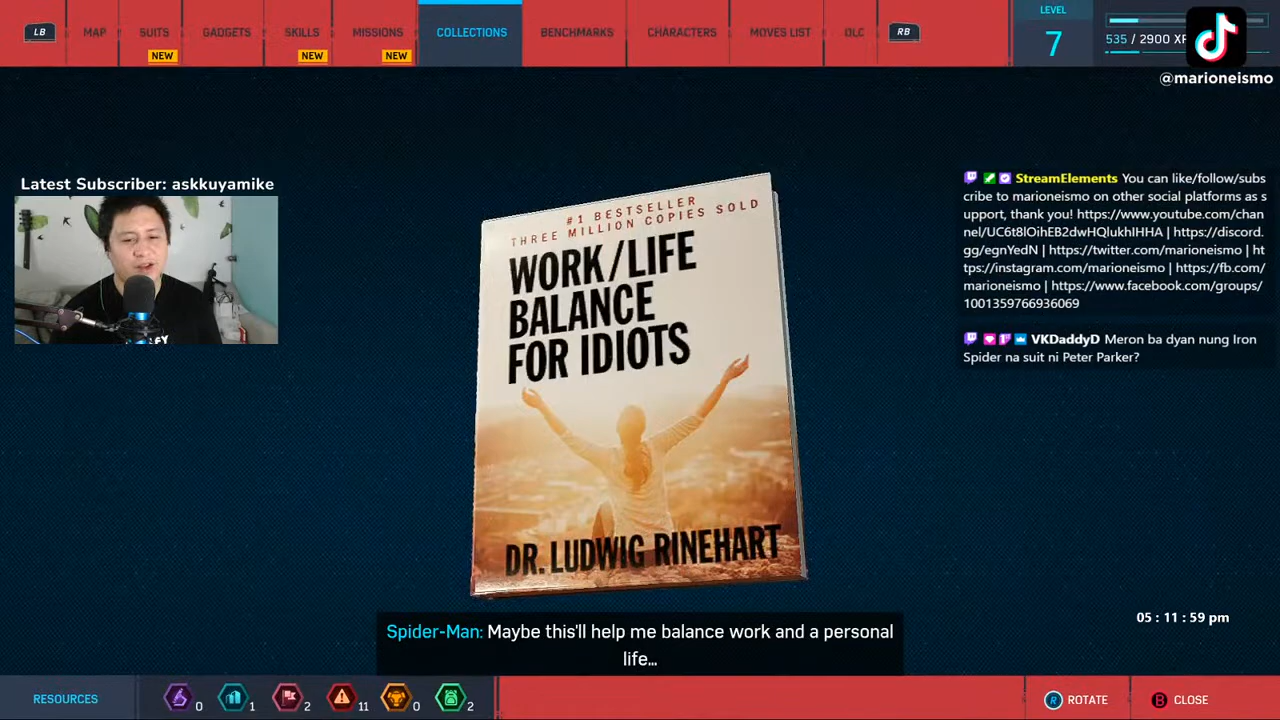 LB
MAP
SUITS
GADGETS
SKILLS
MISSIONS
COLLECTIONS
BENCHMARKS
CHARACTERS
MOVES LIST
DLC
RB
NEW
NEW
NEW
LEVEL
7
535 / 2900 XP
@marioneismo
Latest Subscriber: askkuyamike
#1 BESTSELLER
THREE MILLION COPIES SOLD
WORK/LIFE
BALANCE
FOR IDIOTS
DR. LUDWIG RINEHART
StreamElements You can like/follow/subs
cribe to marioneismo on other social platforms as s
upport, thank you! https://www.youtube.com/chan
nel/UC6t8lOihEB2dwHQlukhlHHA | https://discord.
gg/egnYedN | https://twitter.com/marioneismo | ht
tps://instagram.com/marioneismo | https://fb.com/
marioneismo | https://www.facebook.com/groups/
1001359766936069
VKDaddyD Meron ba dyan nung Iron
Spider na suit ni Peter Parker?
05 : 11 : 59 pm
Spider-Man: Maybe this'll help me balance work and a personal
life...
RESOURCES
0
1
2
11
0
2
R ROTATE
B CLOSE